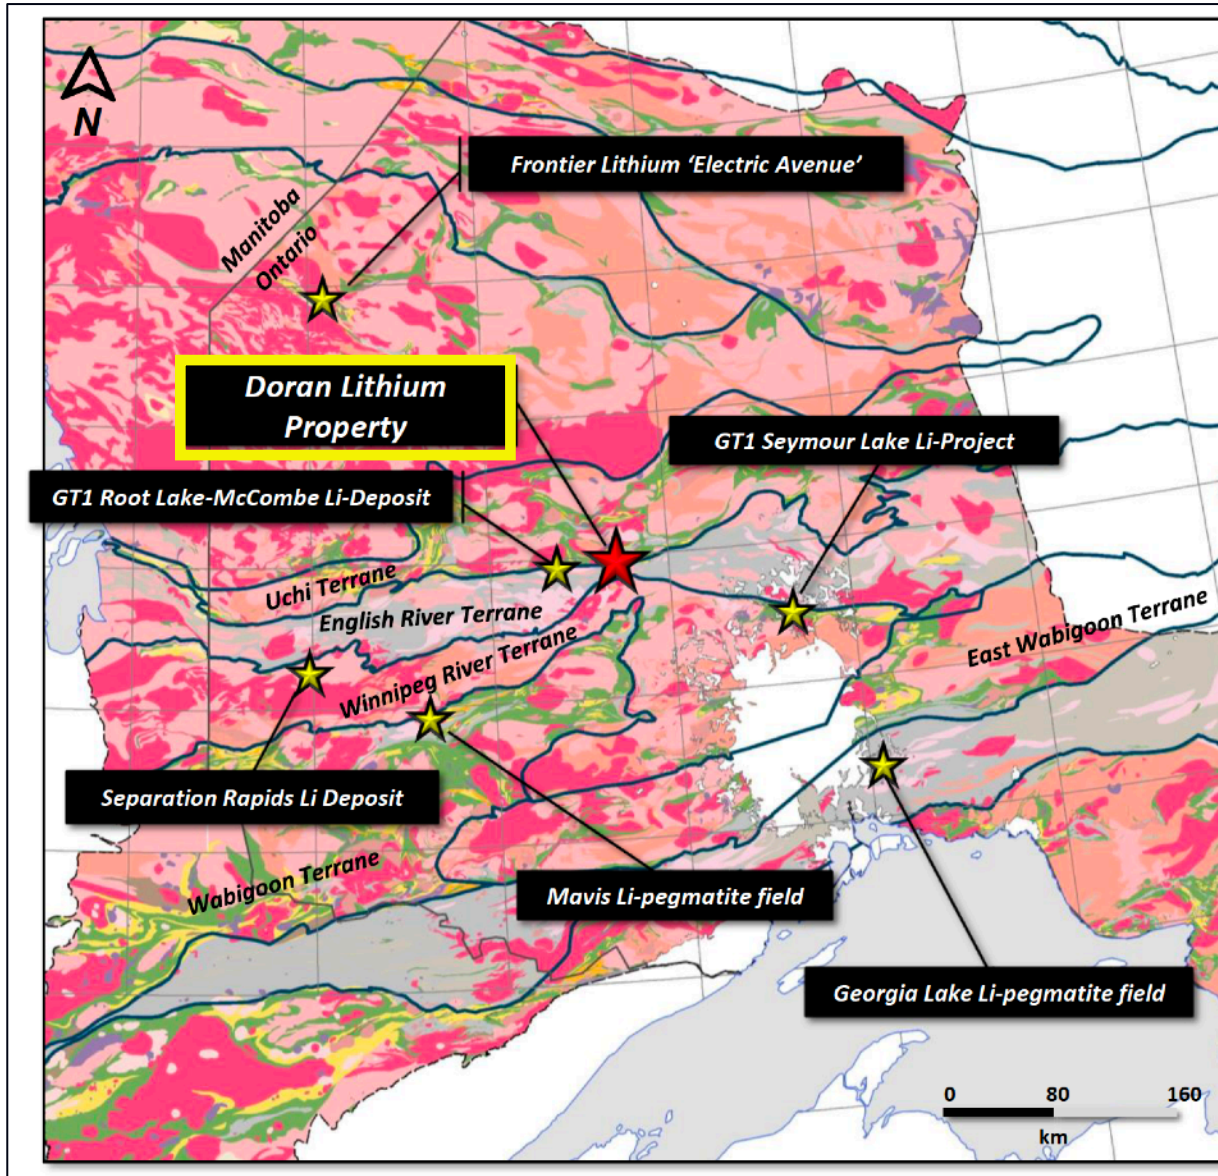 N
Frontier Lithium ‘Electric Avenue’
Manitoba
Ontario
Doran Lithium
Property
GT1 Seymour Lake Li-Project
GT1 Root Lake-McCombe Li-Deposit
Uchi Terrane
English River Terrane
Winnipeg River Terrane
East Wabigoon Terrane
Separation Rapids Li Deposit
Wabigoon Terrane
Mavis Li-pegmatite field
Georgia Lake Li-pegmatite field
0 80 160
km